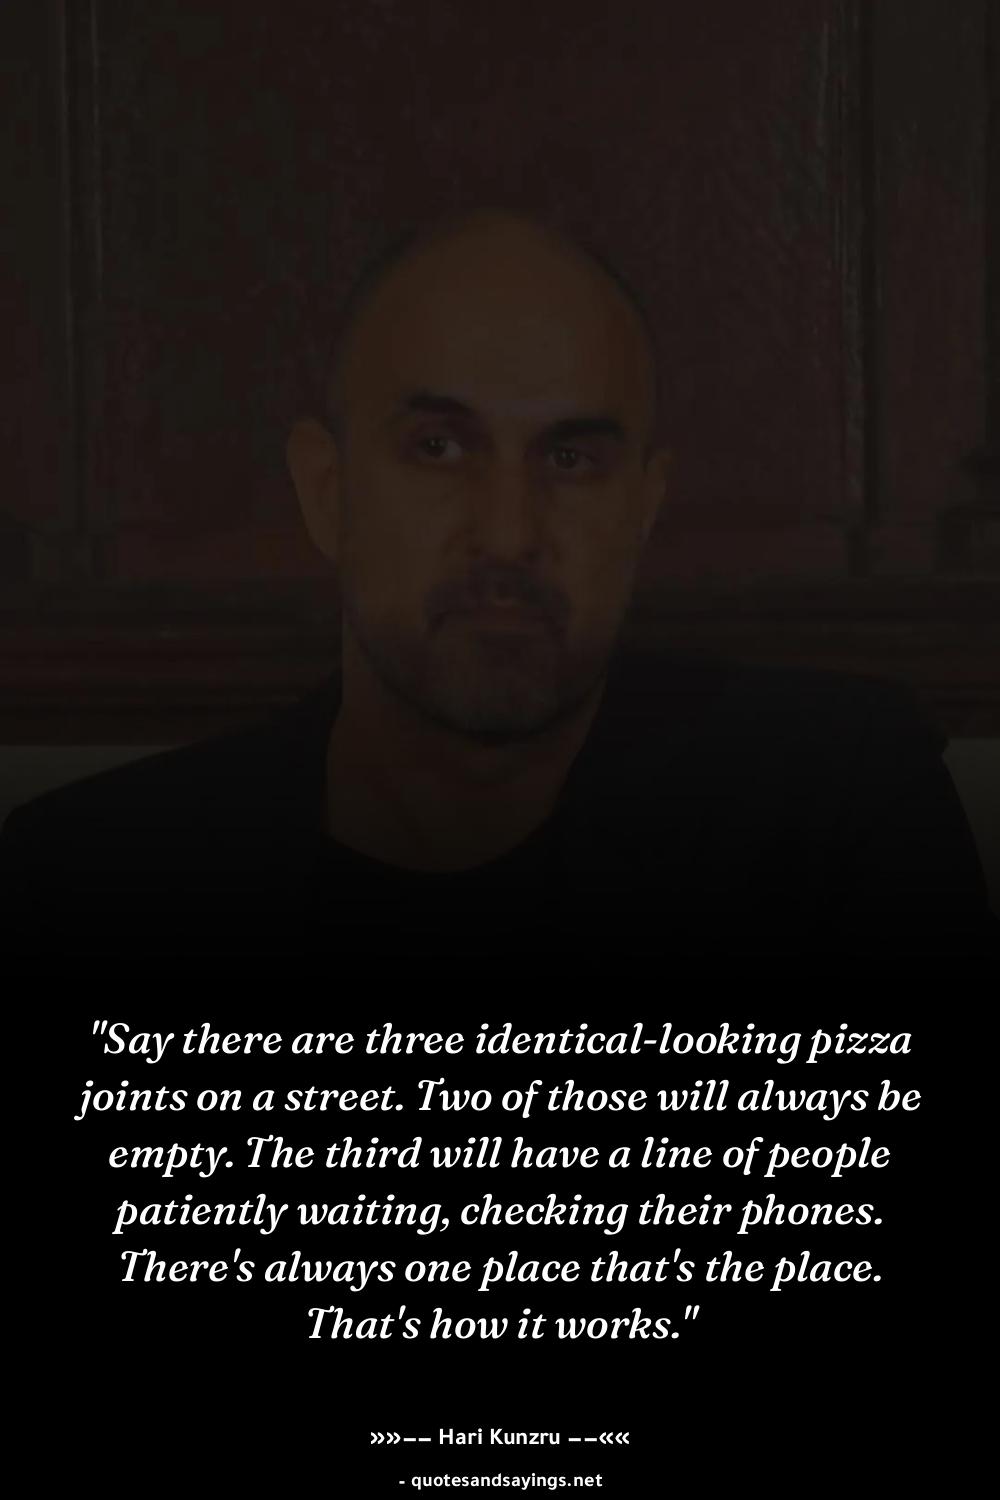 "Say there are three identical-looking pizza
joints on a street. Two of those will always be
empty. The third will have a line of people
patiently waiting, checking their phones.
There's always one place that's the place.
That's how it works."
»»–– Hari Kunzru ––««
- quotesandsayings.net